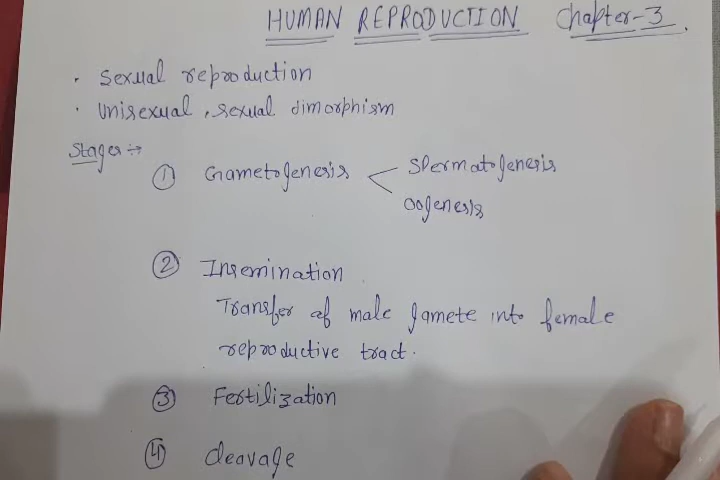 HUMAN REPRODUCTION Chapter-3.
· Sexual reproduction
· Unisexual, sexual dimorphism
Stages :→
① Gametogenesis < Spermatogenesis
Oogenesis
② Insemination
Transfer of male gamete into female
reproductive tract.
③ Fertilization
④ Cleavage